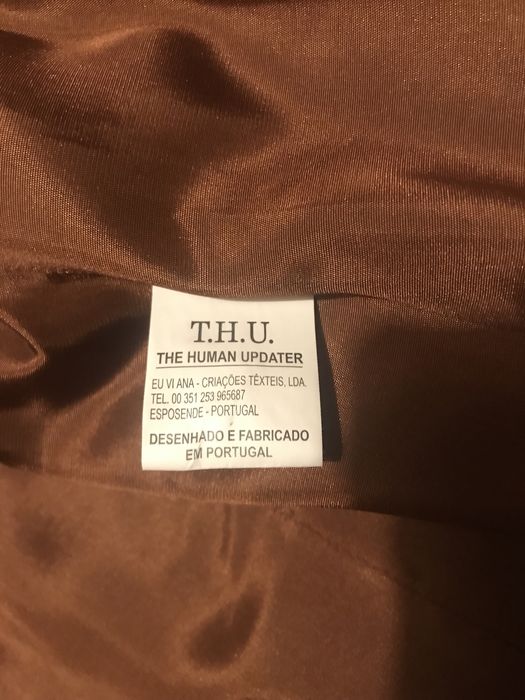 T.H.U.
THE HUMAN UPDATER
EU VI ANA - CRIAÇÕES TÊXTEIS, LDA.
TEL. 00 351 253 965687
ESPOSENDE - PORTUGAL
DESENHADO E FABRICADO
EM PORTUGAL